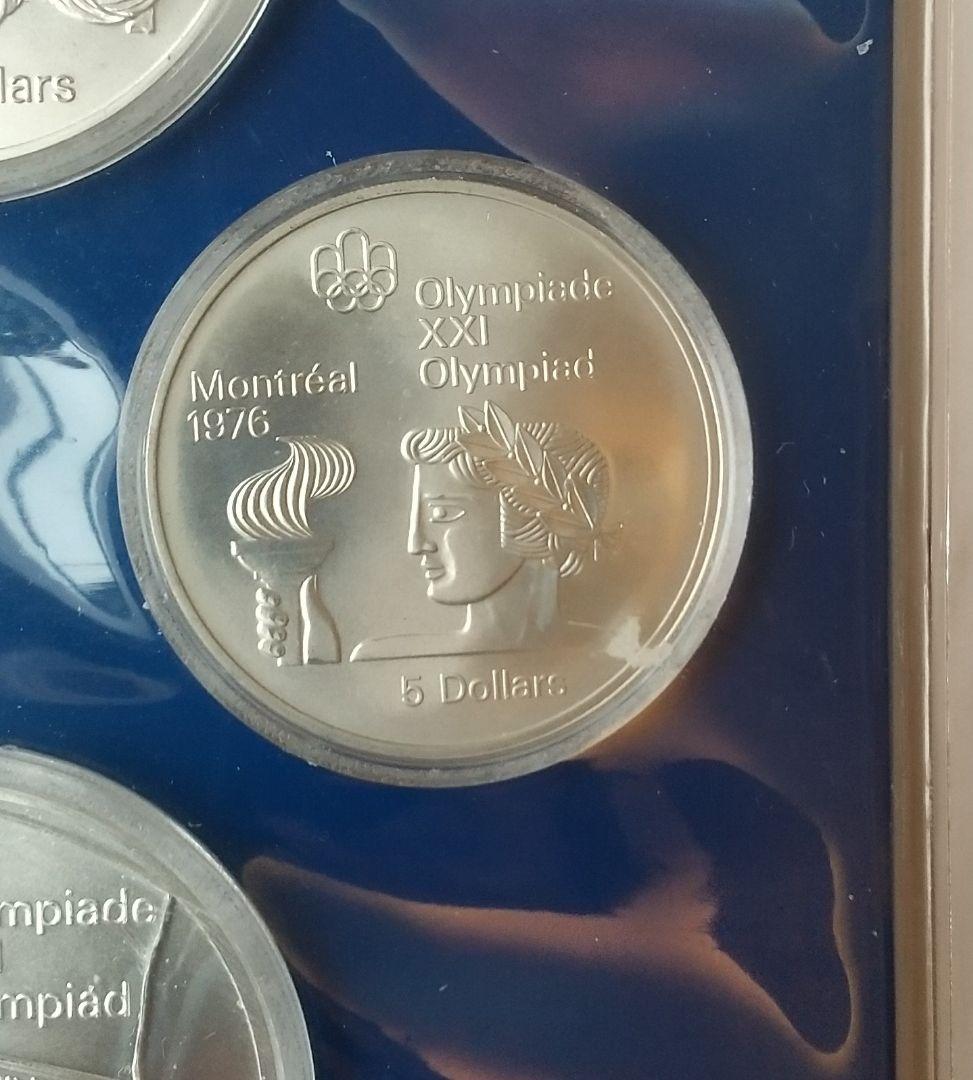 lars
Olympiade
XXI
Olympiad
Montréal
1976
5 Dollars
mpiade
mpiad